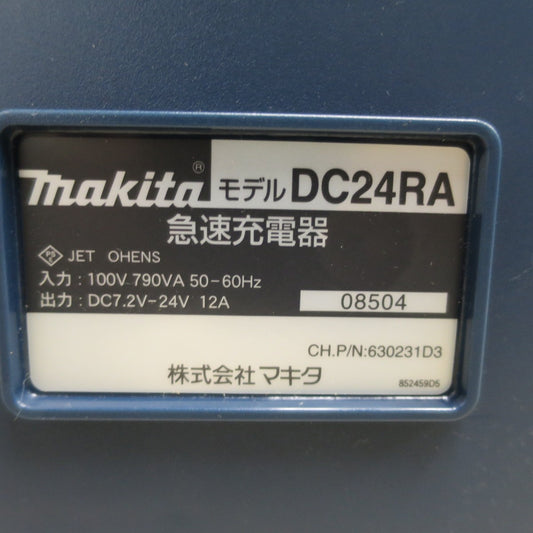 makita® モデル DC24RA
急速充電器
PS E JET OHENS
入力 : 100V 790VA 50-60Hz
出力 : DC7.2V-24V 12A
08504
CH.P/N:630231D3
株式会社 マキタ
852459D5